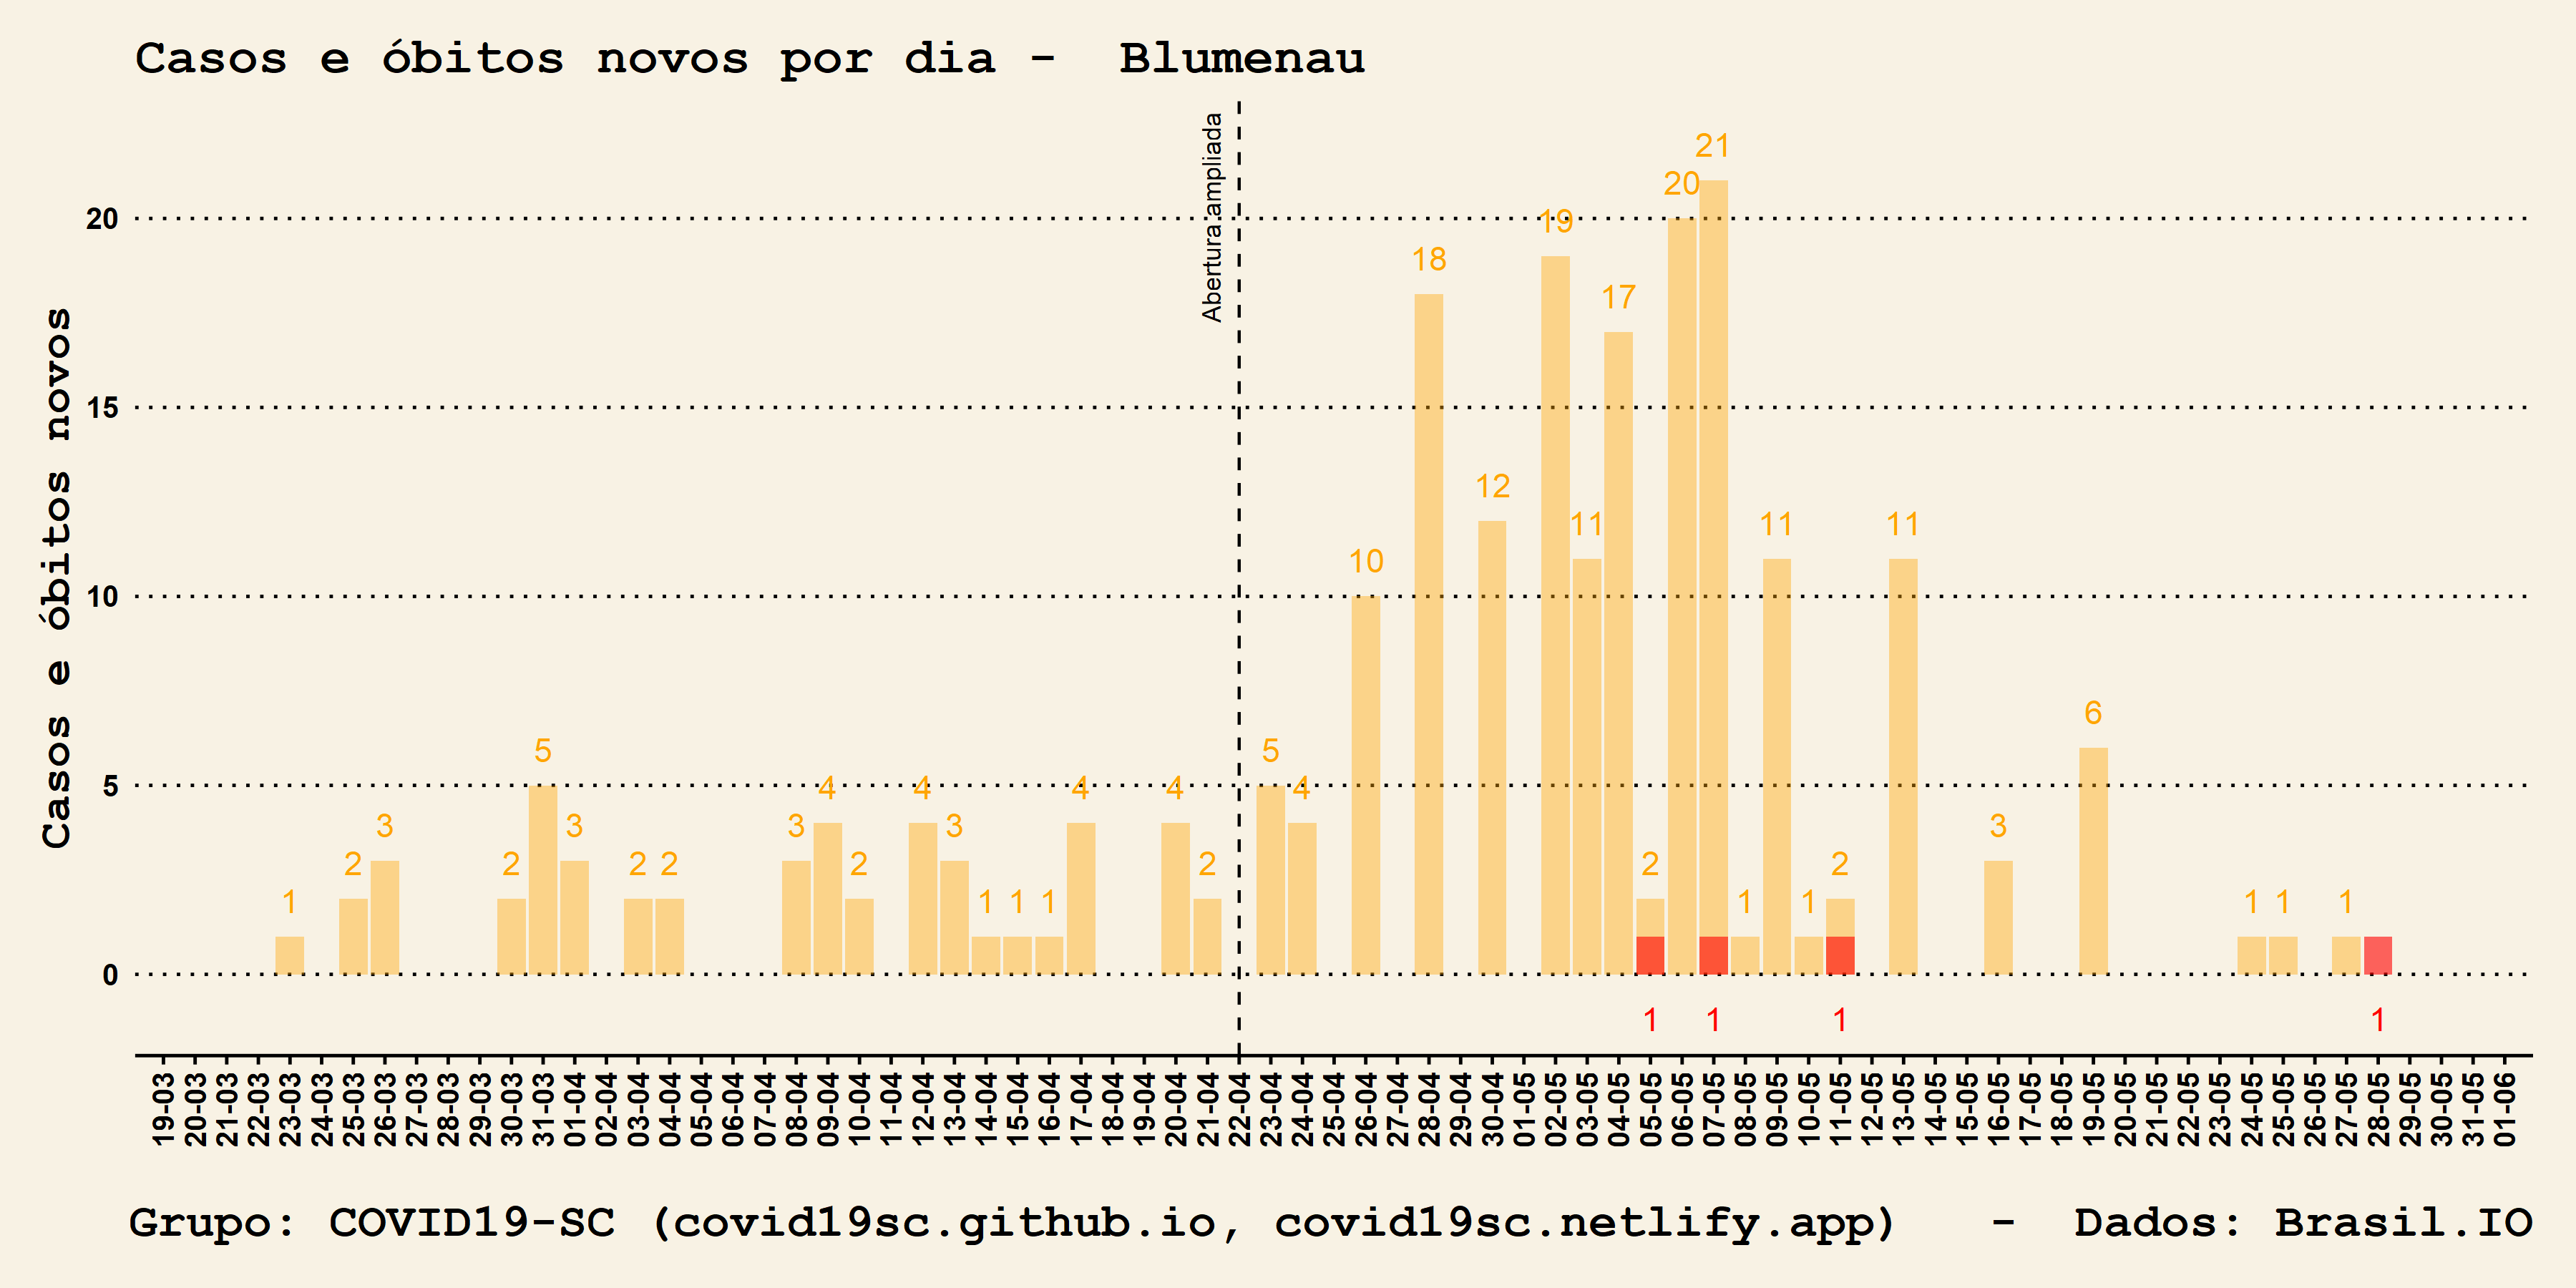 Casos e óbitos novos por dia -  Blumenau
Abertura ampliada
Casos e óbitos novos
20
15
10
5
0
1 2 3 2 5 3 2 2 3 4 2 4 3 1 1 1 4 4 2 5 4 10 18 12 19 11 17 2 20 21 1 11 1 2 11 3 6 1 1 1
1 1 1 1
19-03 20-03 21-03 22-03 23-03 24-03 25-03 26-03 27-03 28-03 29-03 30-03 31-03 01-04 02-04 03-04 04-04 05-04 06-04 07-04 08-04 09-04 10-04 11-04 12-04 13-04 14-04 15-04 16-04 17-04 18-04 19-04 20-04 21-04 22-04 23-04 24-04 25-04 26-04 27-04 28-04 29-04 30-04 01-05 02-05 03-05 04-05 05-05 06-05 07-05 08-05 09-05 10-05 11-05 12-05 13-05 14-05 15-05 16-05 17-05 18-05 19-05 20-05 21-05 22-05 23-05 24-05 25-05 26-05 27-05 28-05 29-05 30-05 31-05 01-06
Grupo: COVID19-SC (covid19sc.github.io, covid19sc.netlify.app)  -  Dados: Brasil.IO